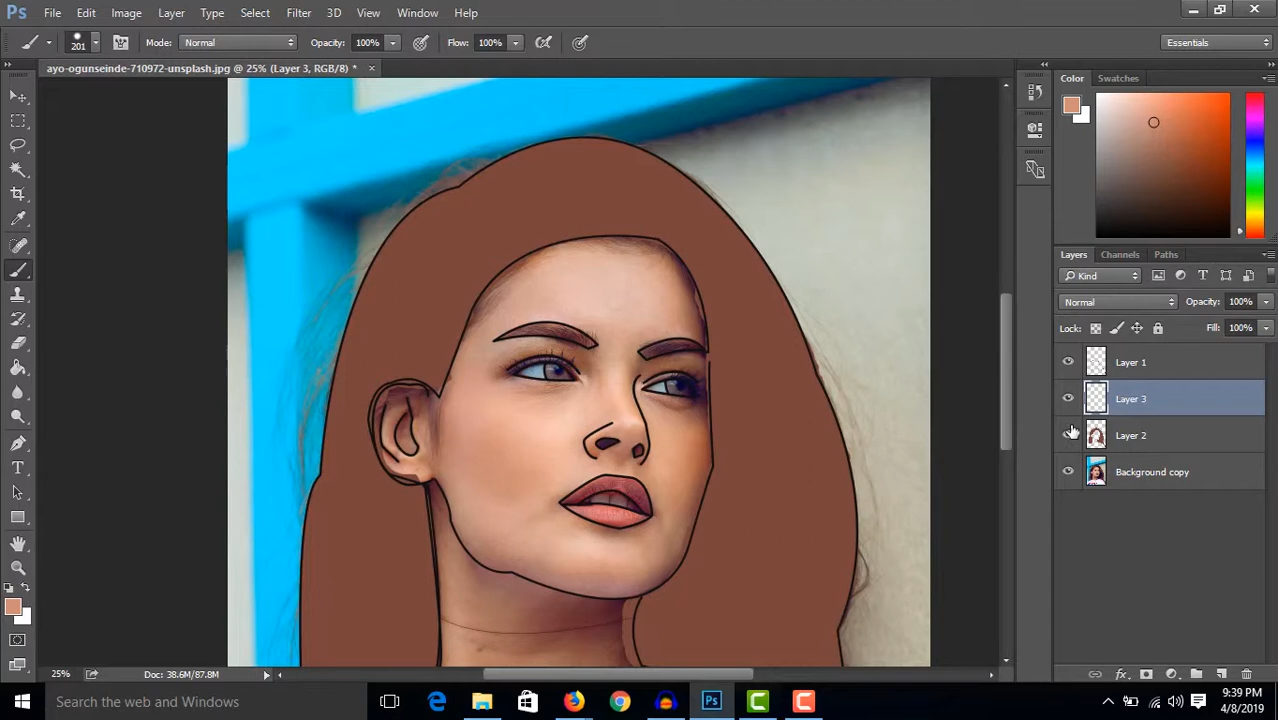 Ps File Edit Image Layer Type Select Filter 3D View Window Help
201 Mode: Normal Opacity: 100% Flow: 100% Essentials
ayo-ogunseinde-710972-unsplash.jpg @ 25% (Layer 3, RGB/8) * ×
Color Swatches
Layers Channels Paths
Kind
Normal Opacity: 100%
Lock: Fill: 100%
Layer 1
Layer 3
Layer 2
Background copy
25% Doc: 38.6M/87.8M
Search the web and Windows
Ps
9:39 PM
4/8/2019